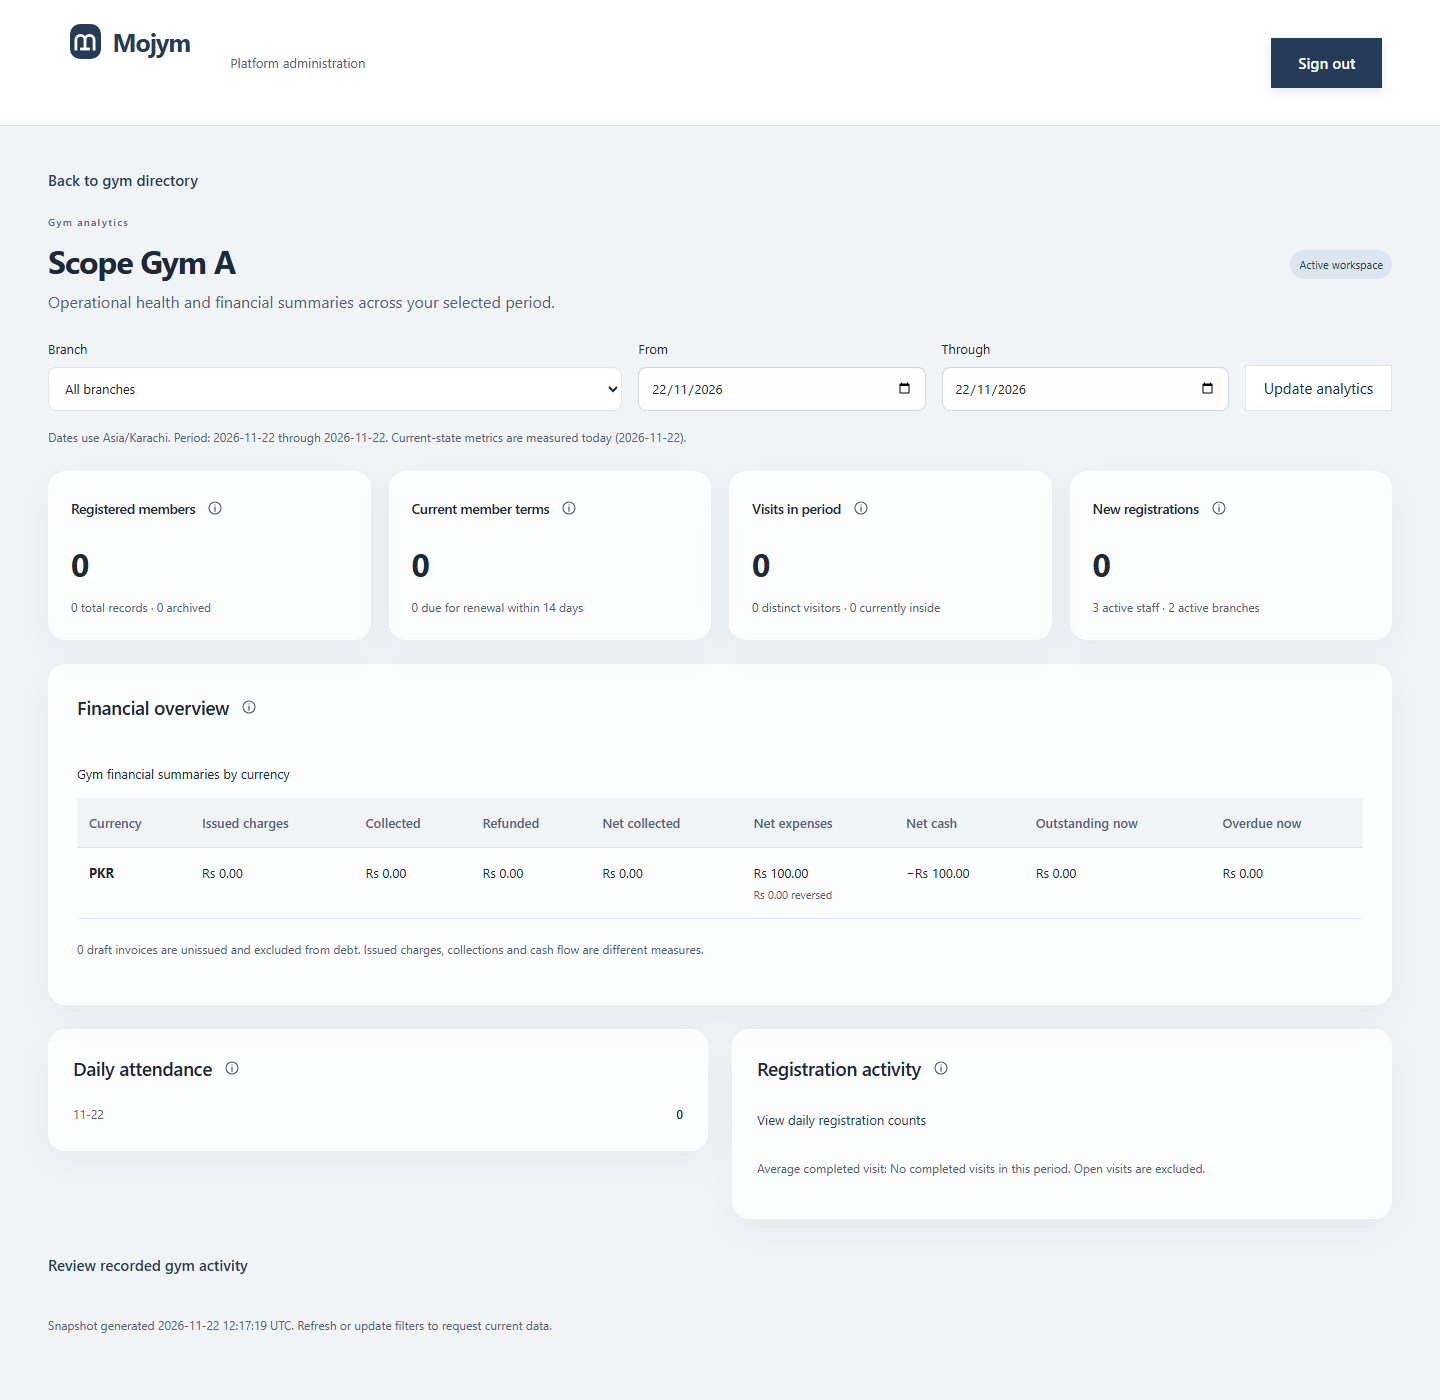 Mojym
Platform administration
Sign out
Back to gym directory
Gym analytics
Scope Gym A
Active workspace
Operational health and financial summaries across your selected period.
Branch
From
Through
All branches
22/11/2026
22/11/2026
Update analytics
Dates use Asia/Karachi. Period: 2026-11-22 through 2026-11-22. Current-state metrics are measured today (2026-11-22).
Registered members
0
0 total records · 0 archived
Current member terms
0
0 due for renewal within 14 days
Visits in period
0
0 distinct visitors · 0 currently inside
New registrations
0
3 active staff · 2 active branches
Financial overview
Gym financial summaries by currency
Currency Issued charges Collected Refunded Net collected Net expenses Net cash Outstanding now Overdue now
PKR Rs 0.00 Rs 0.00 Rs 0.00 Rs 0.00 Rs 100.00 −Rs 100.00 Rs 0.00 Rs 0.00
Rs 0.00 reversed
0 draft invoices are unissued and excluded from debt. Issued charges, collections and cash flow are different measures.
Daily attendance
11-22 0
Registration activity
View daily registration counts
Average completed visit: No completed visits in this period. Open visits are excluded.
Review recorded gym activity
Snapshot generated 2026-11-22 12:17:19 UTC. Refresh or update filters to request current data.